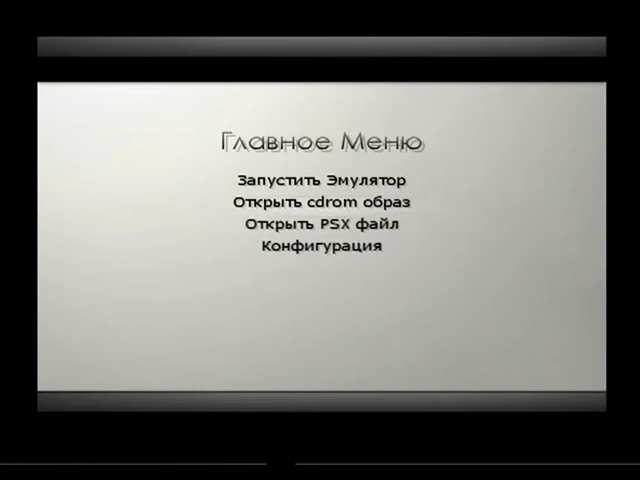 Главное Меню
Запустить Эмулятор
Открыть cdrom образ
Открыть PSX файл
Конфигурация